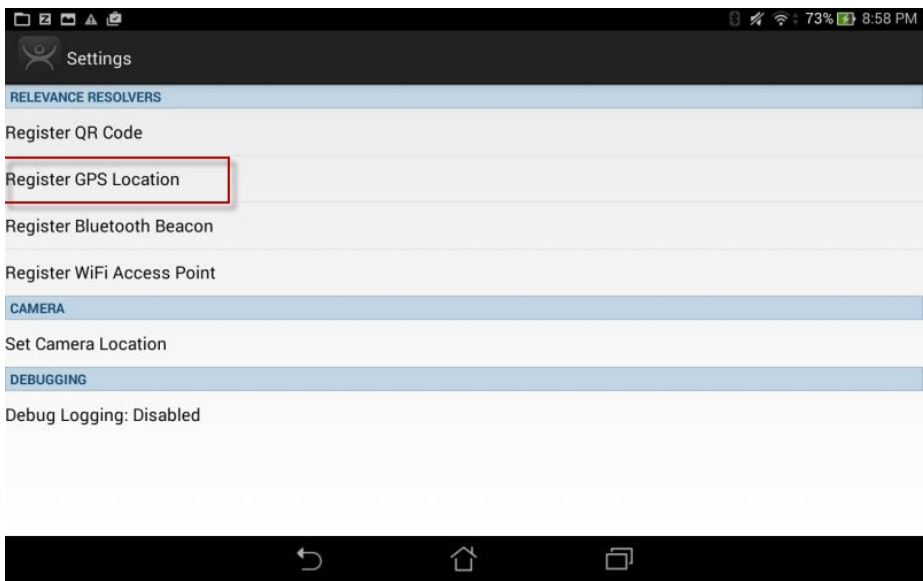 73% 8:58 PM
Settings
RELEVANCE RESOLVERS
Register QR Code
Register GPS Location
Register Bluetooth Beacon
Register WiFi Access Point
CAMERA
Set Camera Location
DEBUGGING
Debug Logging: Disabled